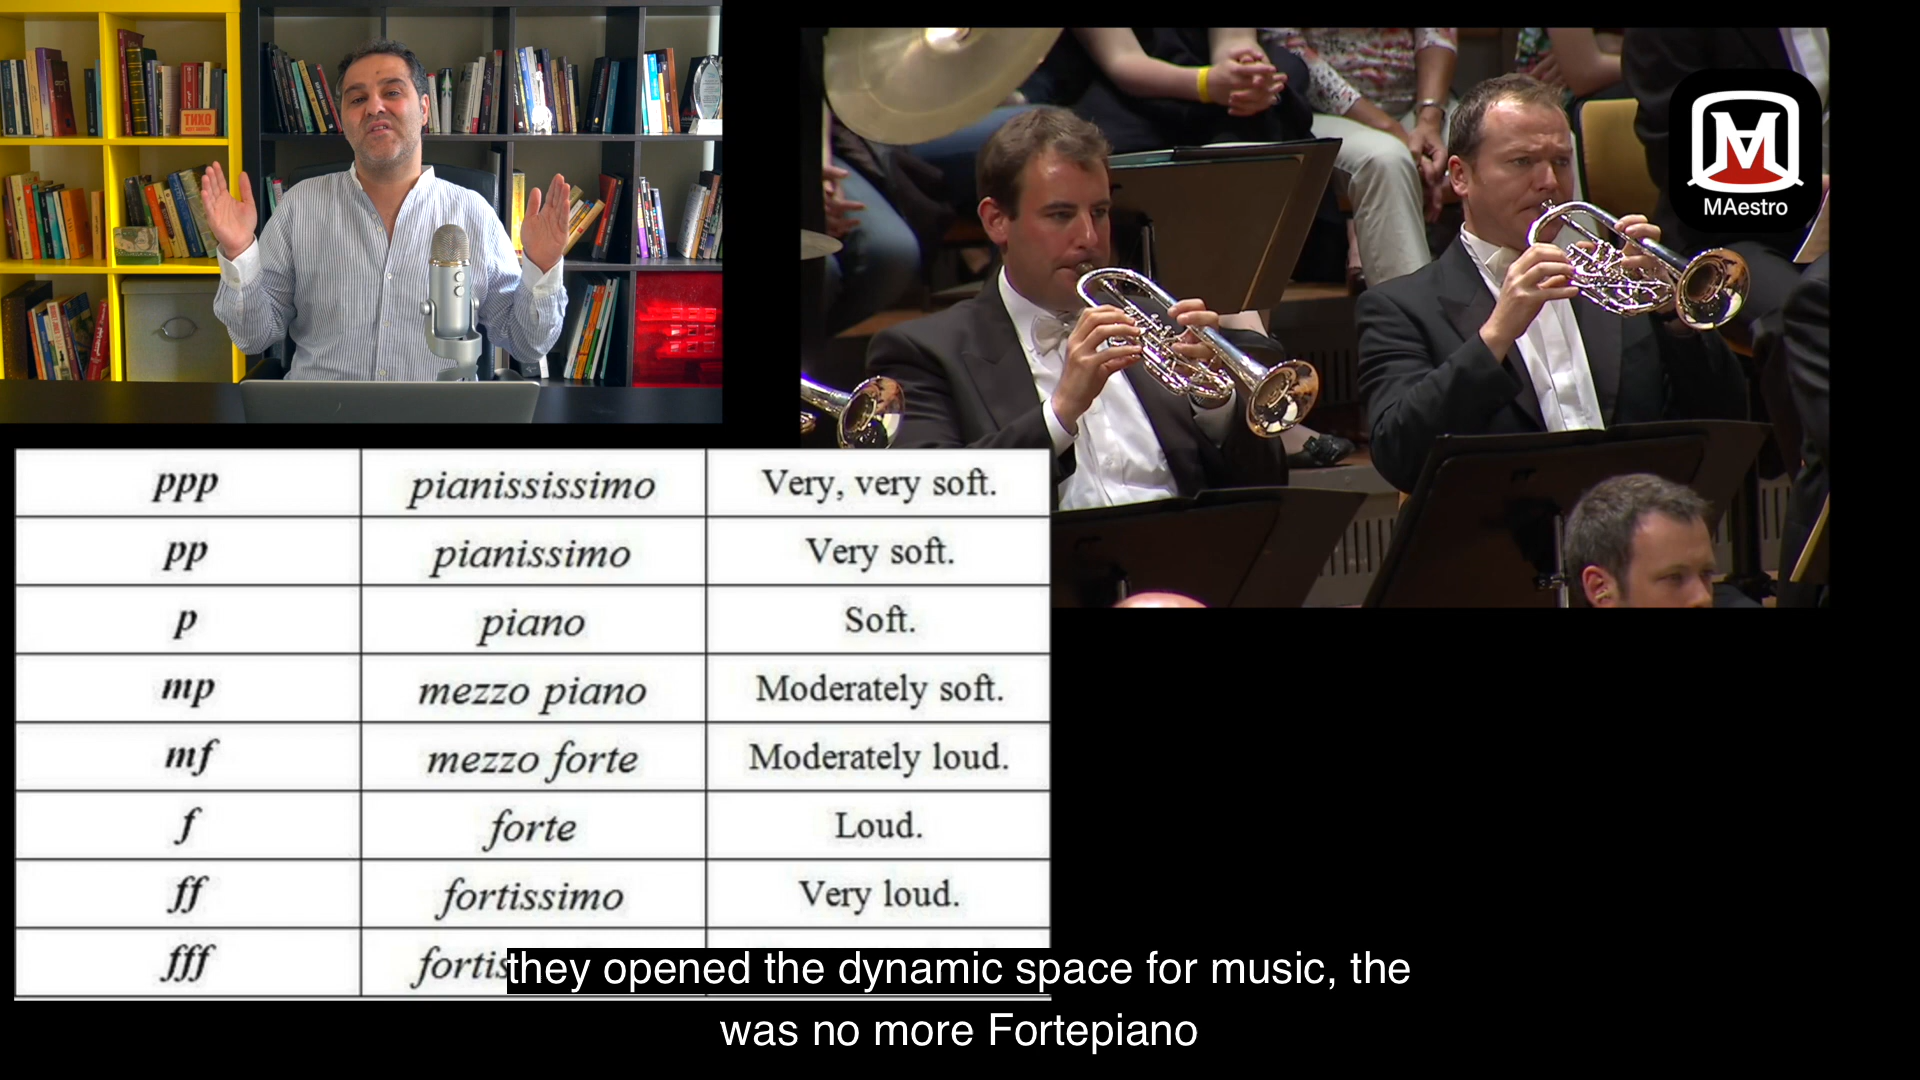 THXO
MAestro
ppp pianississimo Very, very soft.
pp pianissimo Very soft.
p piano Soft.
mp mezzo piano Moderately soft.
mf mezzo forte Moderately loud.
f forte Loud.
ff fortissimo Very loud.
fff
they opened the dynamic space for music, the
was no more Fortepiano